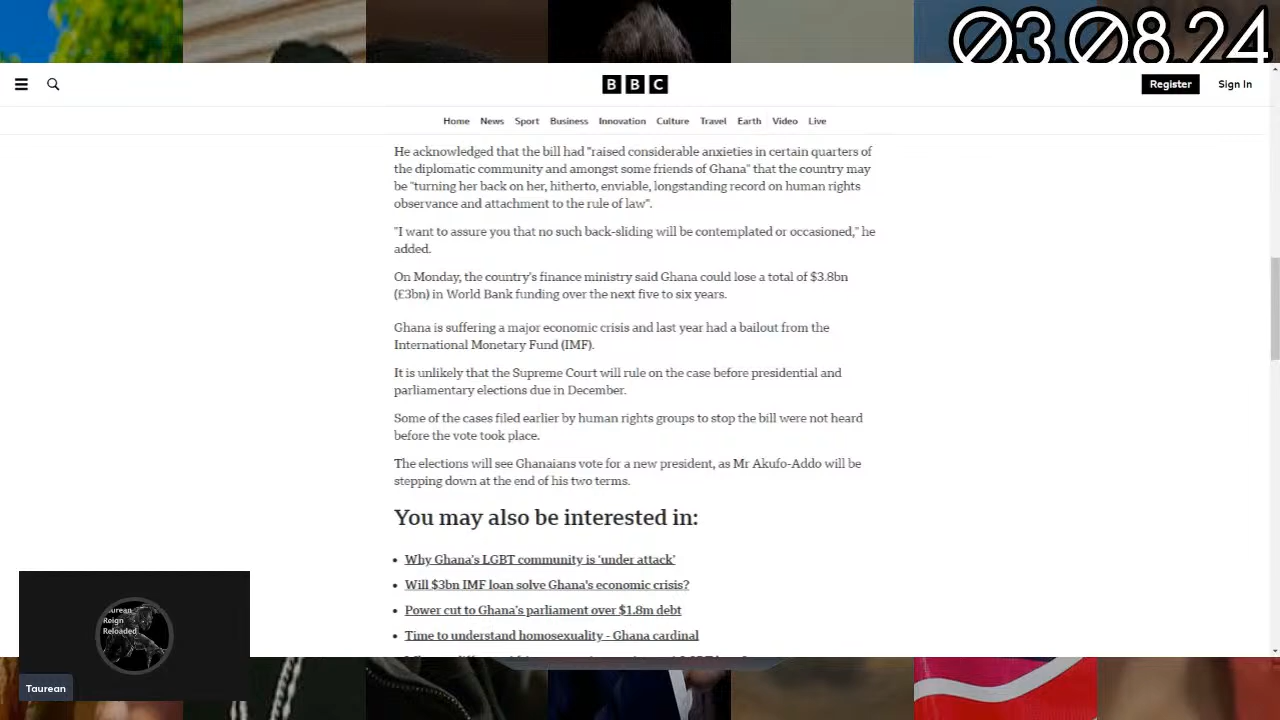 03.08.24
BBC
Register
Sign In
Home News Sport Business Innovation Culture Travel Earth Video Live
He acknowledged that the bill had "raised considerable anxieties in certain quarters of
the diplomatic community and amongst some friends of Ghana" that the country may
be "turning her back on her, hitherto, enviable, longstanding record on human rights
observance and attachment to the rule of law".
"I want to assure you that no such back-sliding will be contemplated or occasioned," he
added.
On Monday, the country's finance ministry said Ghana could lose a total of $3.8bn
(£3bn) in World Bank funding over the next five to six years.
Ghana is suffering a major economic crisis and last year had a bailout from the
International Monetary Fund (IMF).
It is unlikely that the Supreme Court will rule on the case before presidential and
parliamentary elections due in December.
Some of the cases filed earlier by human rights groups to stop the bill were not heard
before the vote took place.
The elections will see Ghanaians vote for a new president, as Mr Akufo-Addo will be
stepping down at the end of his two terms.
You may also be interested in:
Why Ghana's LGBT community is 'under attack'
Will $3bn IMF loan solve Ghana's economic crisis?
Power cut to Ghana's parliament over $1.8m debt
Time to understand homosexuality - Ghana cardinal
Reign
Reloaded
Taurean